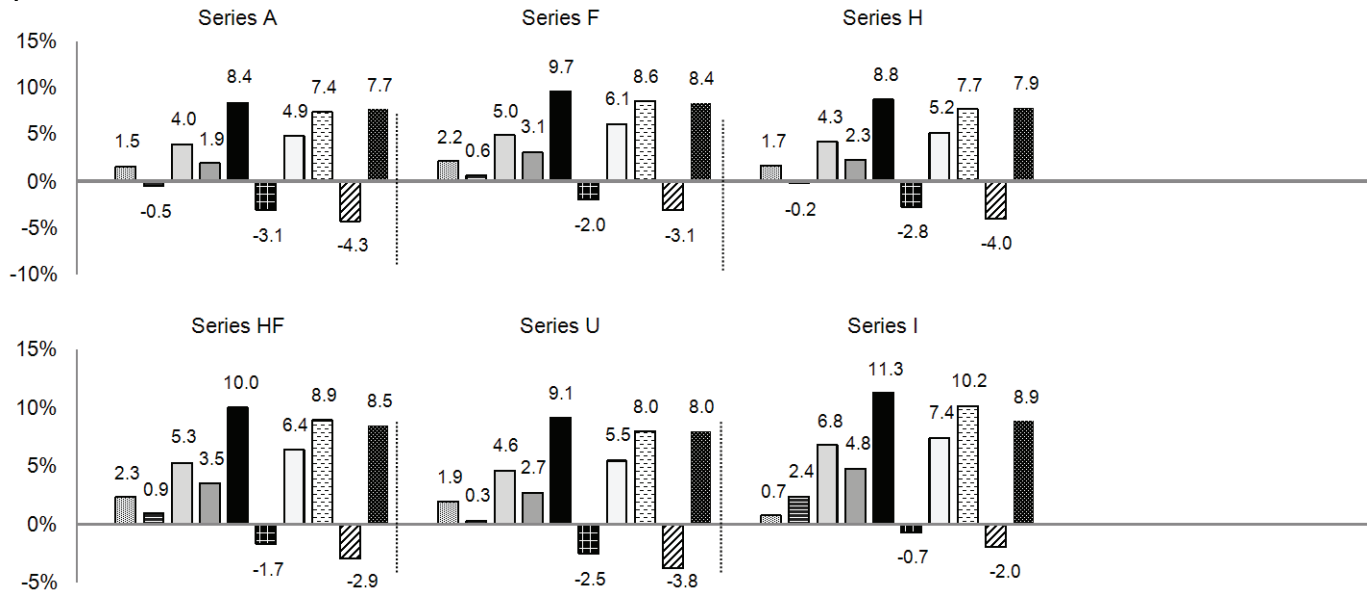 Series A Series F Series H
15%
10%
5%
0%
-5%
-10%
1.5 -0.5 4.0 1.9 8.4 -3.1 4.9 7.4 -4.3 7.7
2.2 0.6 5.0 3.1 9.7 -2.0 6.1 8.6 -3.1 8.4
1.7 -0.2 4.3 2.3 8.8 -2.8 5.2 7.7 -4.0 7.9
Series HF Series U Series I
15%
10%
5%
0%
-5%
2.3 0.9 5.3 3.5 10.0 -1.7 6.4 8.9 -2.9 8.5
1.9 0.3 4.6 2.7 9.1 -2.5 5.5 8.0 -3.8 8.0
0.7 2.4 6.8 4.8 11.3 -0.7 7.4 10.2 -2.0 8.9